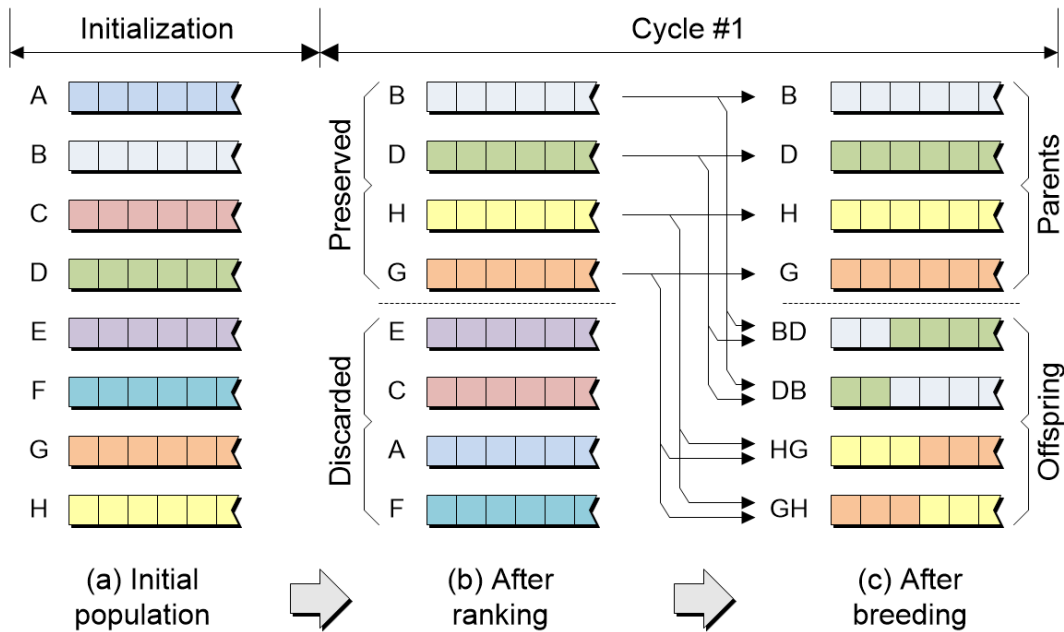 Initialization
Cycle #1
A
B
C
D
E
F
G
H
Preserved
Discarded
B
D
H
G
E
C
A
F
B
D
H
G
BD
DB
HG
GH
Parents
Offspring
(a) Initial
population
(b) After
ranking
(c) After
breeding